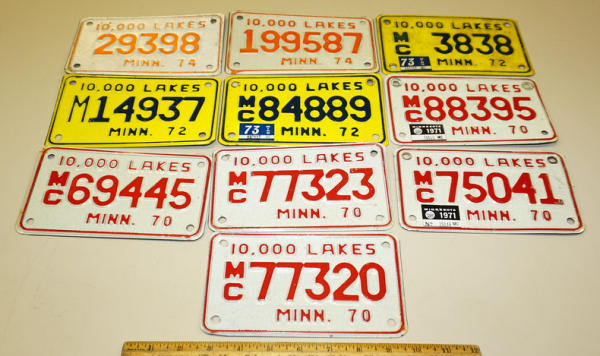 10,000 LAKES
29398
MINN. 74
10,000 LAKES
199587
MINN. 74
10,000 LAKES
MC 3838
73
MINN. 72
10,000 LAKES
M14937
MINN. 72
10,000 LAKES
MC 84889
73
MINN. 72
10,000 LAKES
MC 88395
Minnesota
1971
MINN. 70
10,000 LAKES
MC 69445
MINN. 70
10,000 LAKES
MC 77323
MINN. 70
10,000 LAKES
MC 75041
Minnesota
1971
MINN. 70
10,000 LAKES
MC 77320
MINN. 70